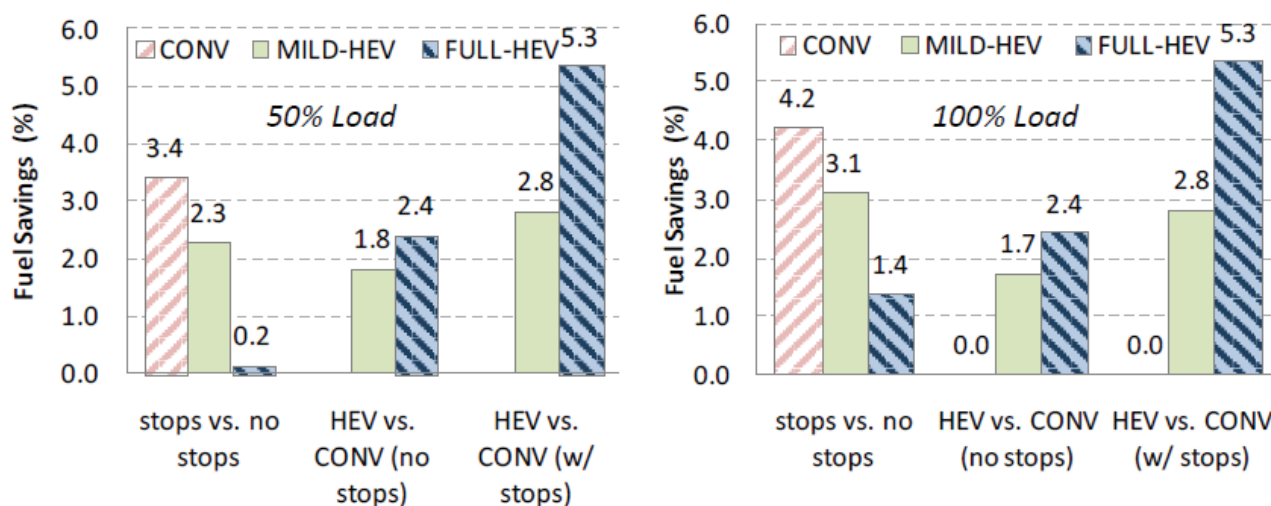 6.0
5.0
4.0
3.0
2.0
1.0
0.0
Fuel Savings (%)
CONV MILD-HEV FULL-HEV
50% Load
3.4
2.3
0.2
1.8
2.4
2.8
5.3
stops vs. no
stops
HEV vs.
CONV (no
stops)
HEV vs.
CONV (w/
stops)
6.0
5.0
4.0
3.0
2.0
1.0
0.0
Fuel Savings (%)
CONV MILD-HEV FULL-HEV
100% Load
4.2
3.1
1.4
0.0
1.7
2.4
0.0
2.8
5.3
stops vs. no
stops
HEV vs. CONV
(no stops)
HEV vs. CONV
(w/ stops)